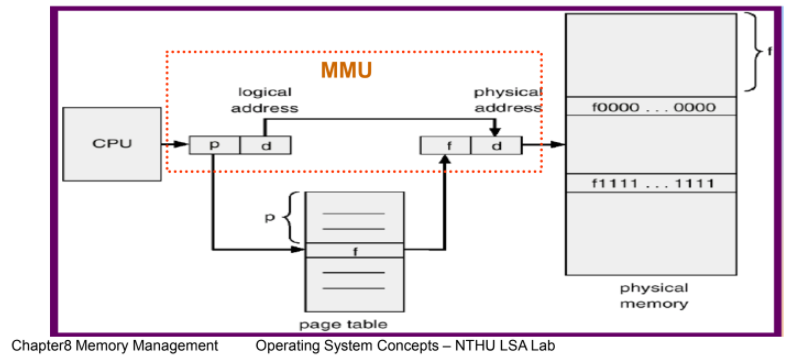 MMU
logical
address
physical
address
f
f0000 ... 0000
CPU
p d
f d
f1111 ... 1111
p
f
physical
memory
page table
Chapter8 Memory Management Operating System Concepts – NTHU LSA Lab